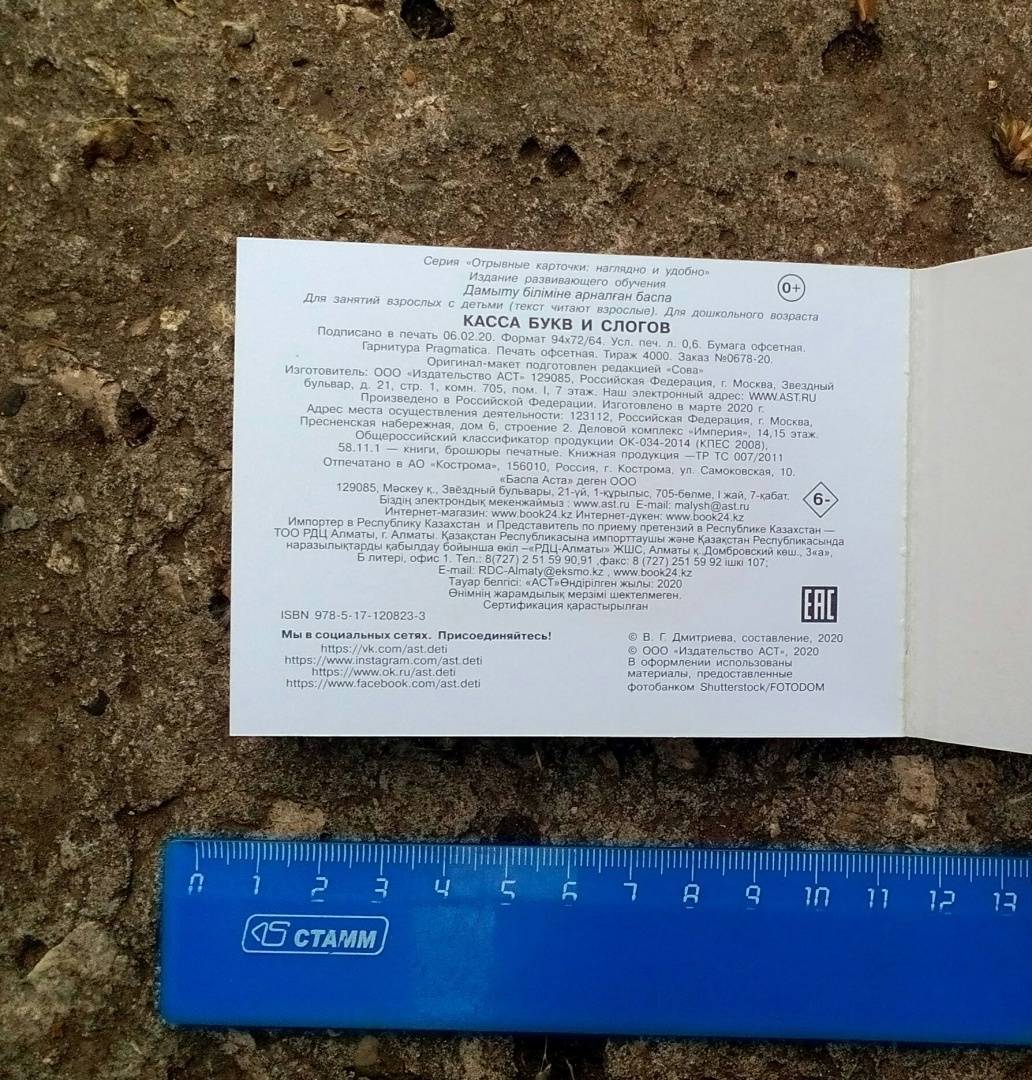 Серия «Отрывные карточки: наглядно и удобно»
Издание развивающего обучения
0+
Дамыту біліміне арналған баспа
Для занятий взрослых с детьми (текст читают взрослые). Для дошкольного возраста
КАССА БУКВ И СЛОГОВ
Подписано в печать 06.02.20. Формат 94x72/64. Усл. печ. л. 0,6. Бумага офсетная.
Гарнитура Pragmatica. Печать офсетная. Тираж 4000. Заказ №0678-20.
Оригинал-макет подготовлен редакцией «Сова»
Изготовитель: ООО «Издательство АСТ» 129085, Российская Федерация, г. Москва, Звездный
бульвар, д. 21, стр. 1, комн. 705, пом. I, 7 этаж. Наш электронный адрес: WWW.AST.RU
Произведено в Российской Федерации. Изготовлено в марте 2020 г.
Адрес места осуществления деятельности: 123112, Российская Федерация, г. Москва,
Пресненская набережная, дом 6, строение 2. Деловой комплекс «Империя», 14,15 этаж.
Общероссийский классификатор продукции ОК-034-2014 (КПЕС 2008),
58.11.1 — книги, брошюры печатные. Книжная продукция —ТР ТС 007/2011
Отпечатано в АО «Кострома», 156010, Россия, г. Кострома, ул. Самоковская, 10.
«Баспа Аста» деген ООО
129085, Мәскеу қ., Звёздный бульвары, 21-үй, 1-құрылыс, 705-бөлме, I жай, 7-қабат.
6-
Біздің электрондық мекенжаймыз : www.ast.ru E-mail: malysh@ast.ru
Интернет-магазин: www.book24.kz Интернет-дүкен: www.book24.kz
Импортер в Республику Казахстан и Представитель по приему претензий в Республике Казахстан —
ТОО РДЦ Алматы, г. Алматы. Қазақстан Республикасына импорттаушы және Қазақстан Республикасында
наразылықтарды қабылдау бойынша өкіл –«РДЦ-Алматы» ЖШС, Алматы қ.,Домбровский көш., 3«а»,
Б литері, офис 1. Тел.: 8(727) 2 51 59 90,91 ,факс: 8 (727) 251 59 92 ішкі 107;
E-mail: RDC-Almaty@eksmo.kz , www.book24.kz
Тауар белгісі: «АСТ»Өндірілген жылы: 2020
Өнімнің жарамдылық мерзімі шектелмеген.
Сертификация қарастырылған
EAC
ISBN 978-5-17-120823-3
Мы в социальных сетях. Присоединяйтесь!
https://vk.com/ast.deti
https://www.instagram.com/ast.deti
https://www.ok.ru/ast.deti
https://www.facebook.com/ast.deti
© В. Г. Дмитриева, составление, 2020
© ООО «Издательство АСТ», 2020
В оформлении использованы
материалы, предоставленные
фотобанком Shutterstock/FOTODOM
0 1 2 3 4 5 6 7 8 9 10 11 12 13
СТАММ